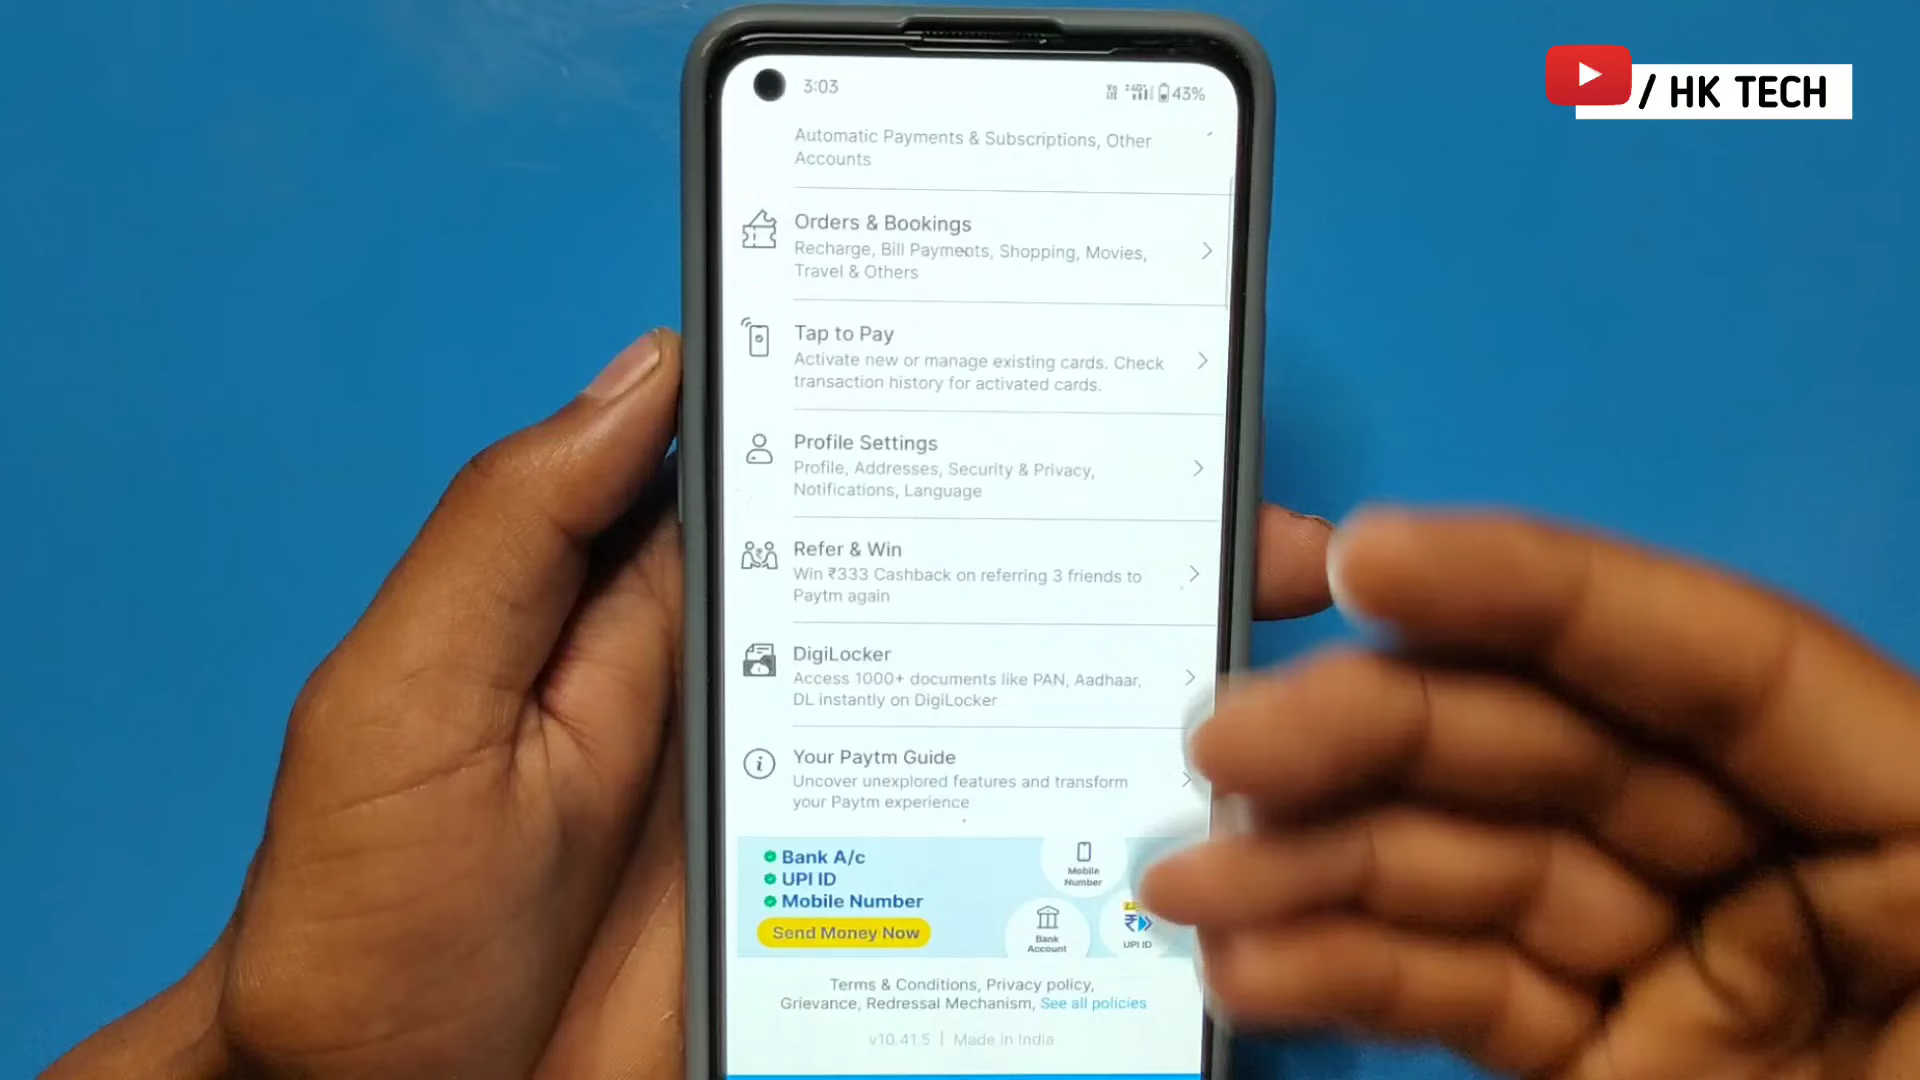 / HK TECH
3:03
43%
Automatic Payments & Subscriptions, Other
Accounts
Orders & Bookings
Recharge, Bill Payments, Shopping, Movies,
Travel & Others
Tap to Pay
Activate new or manage existing cards. Check
transaction history for activated cards.
Profile Settings
Profile, Addresses, Security & Privacy,
Notifications, Language
Refer & Win
Win ₹333 Cashback on referring 3 friends to
Paytm again
DigiLocker
Access 1000+ documents like PAN, Aadhaar,
DL instantly on DigiLocker
Your Paytm Guide
Uncover unexplored features and transform
your Paytm experience
Bank A/c
UPI ID
Mobile Number
Send Money Now
Mobile
Number
Bank
Account
UPI ID
Terms & Conditions, Privacy policy,
Grievance, Redressal Mechanism, See all policies
v10.41.5 | Made in India